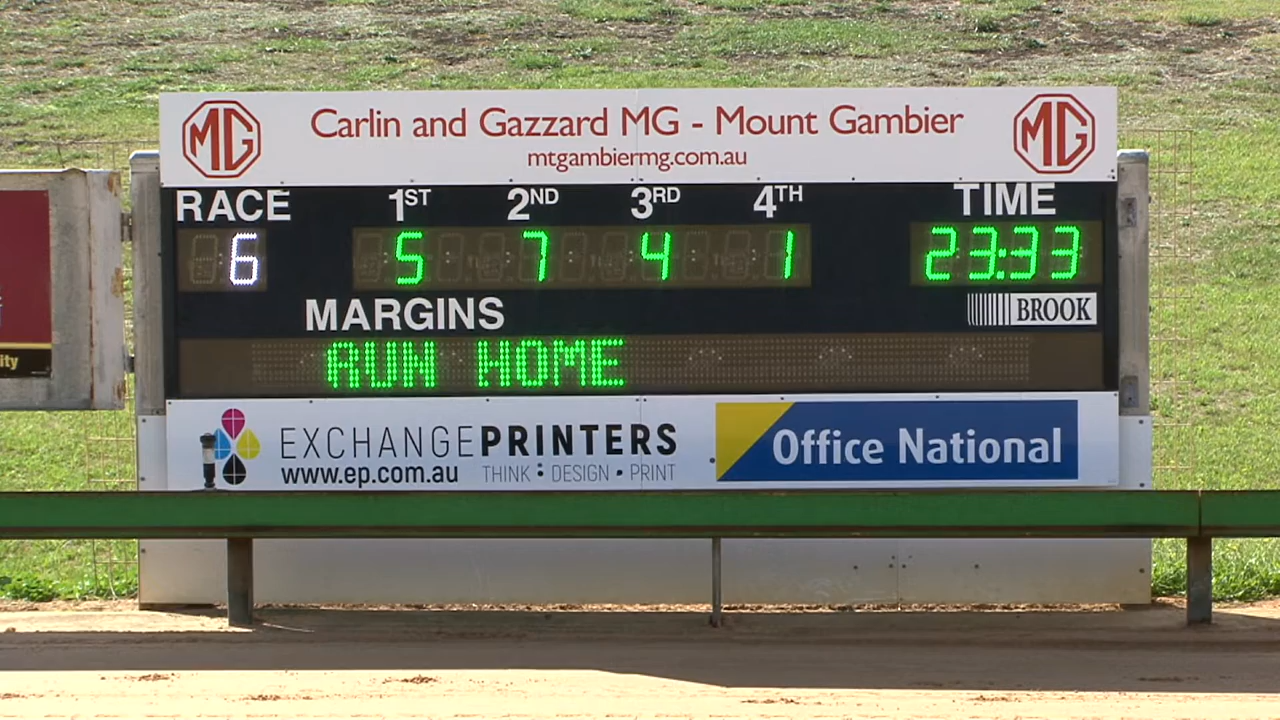 MG Carlin and Gazzard MG - Mount Gambier MG
mtgambiermg.com.au
RACE 1ST 2ND 3RD 4TH TIME
6 5 7 4 1 23:33
MARGINS BROOK
RUN HOME
ity
EXCHANGEPRINTERS Office National
www.ep.com.au THINK : DESIGN • PRINT